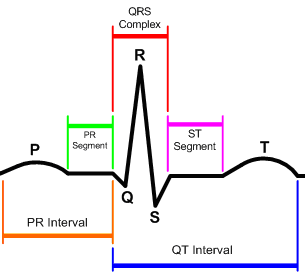 QRS
Complex
R
PR
Segment
ST
Segment
P
T
Q
S
PR Interval
QT Interval